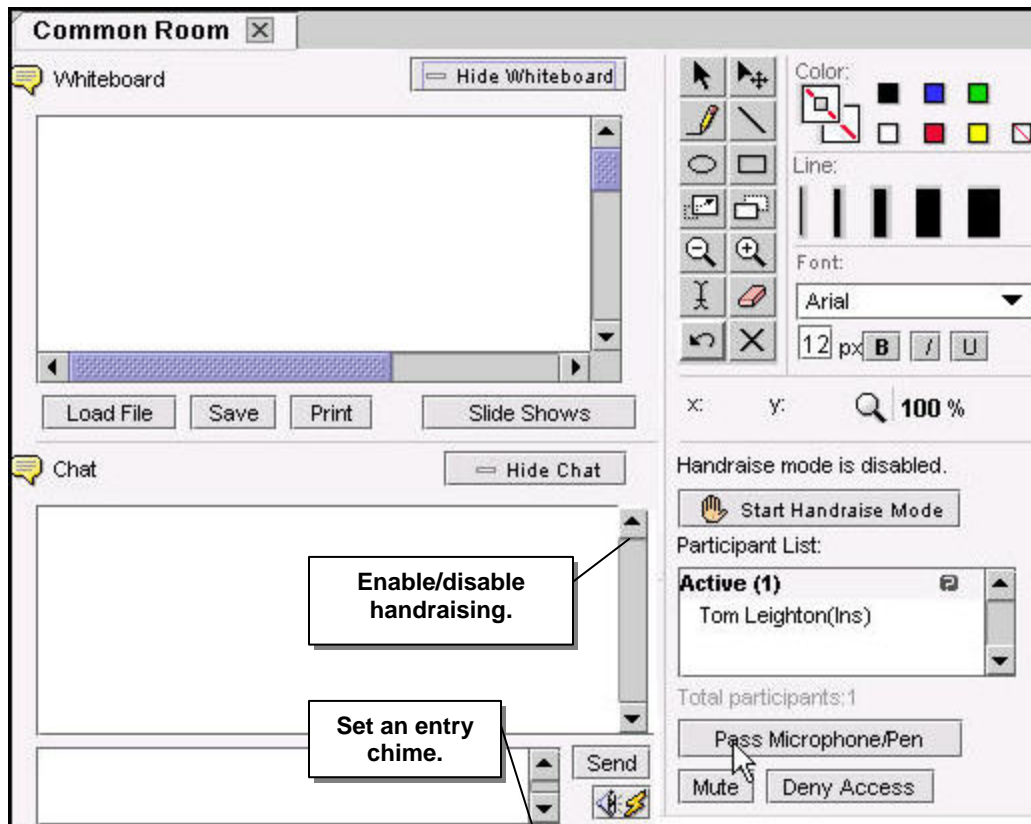 Common Room
Whiteboard
Hide Whiteboard
Color:
Line:
Font:
Arial
12 px B I U
Load File Save Print Slide Shows
x: y: 100 %
Chat
Hide Chat
Handraise mode is disabled.
Start Handraise Mode
Participant List:
Active (1)
Tom Leighton(Ins)
Enable/disable
handraising.
Total participants:1
Set an entry
chime.
Pass Microphone/Pen
Send
Mute Deny Access